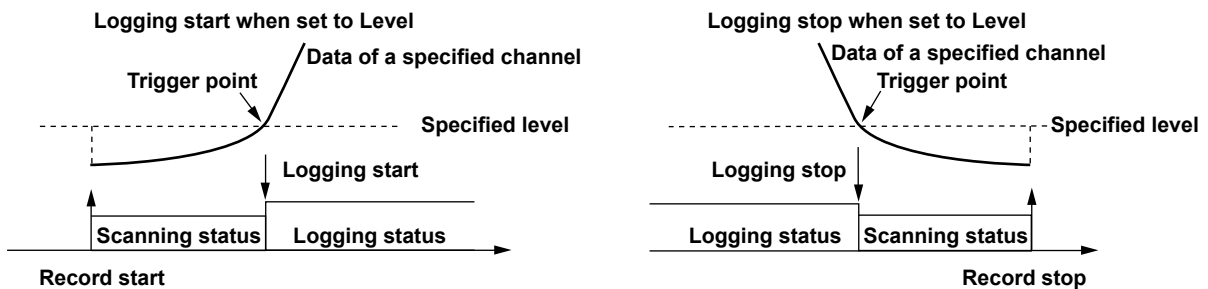 Logging start when set to Level
Data of a specified channel
Trigger point
Specified level
Logging start
Scanning status
Logging status
Record start
Logging stop when set to Level
Data of a specified channel
Trigger point
Specified level
Logging stop
Logging status
Scanning status
Record stop